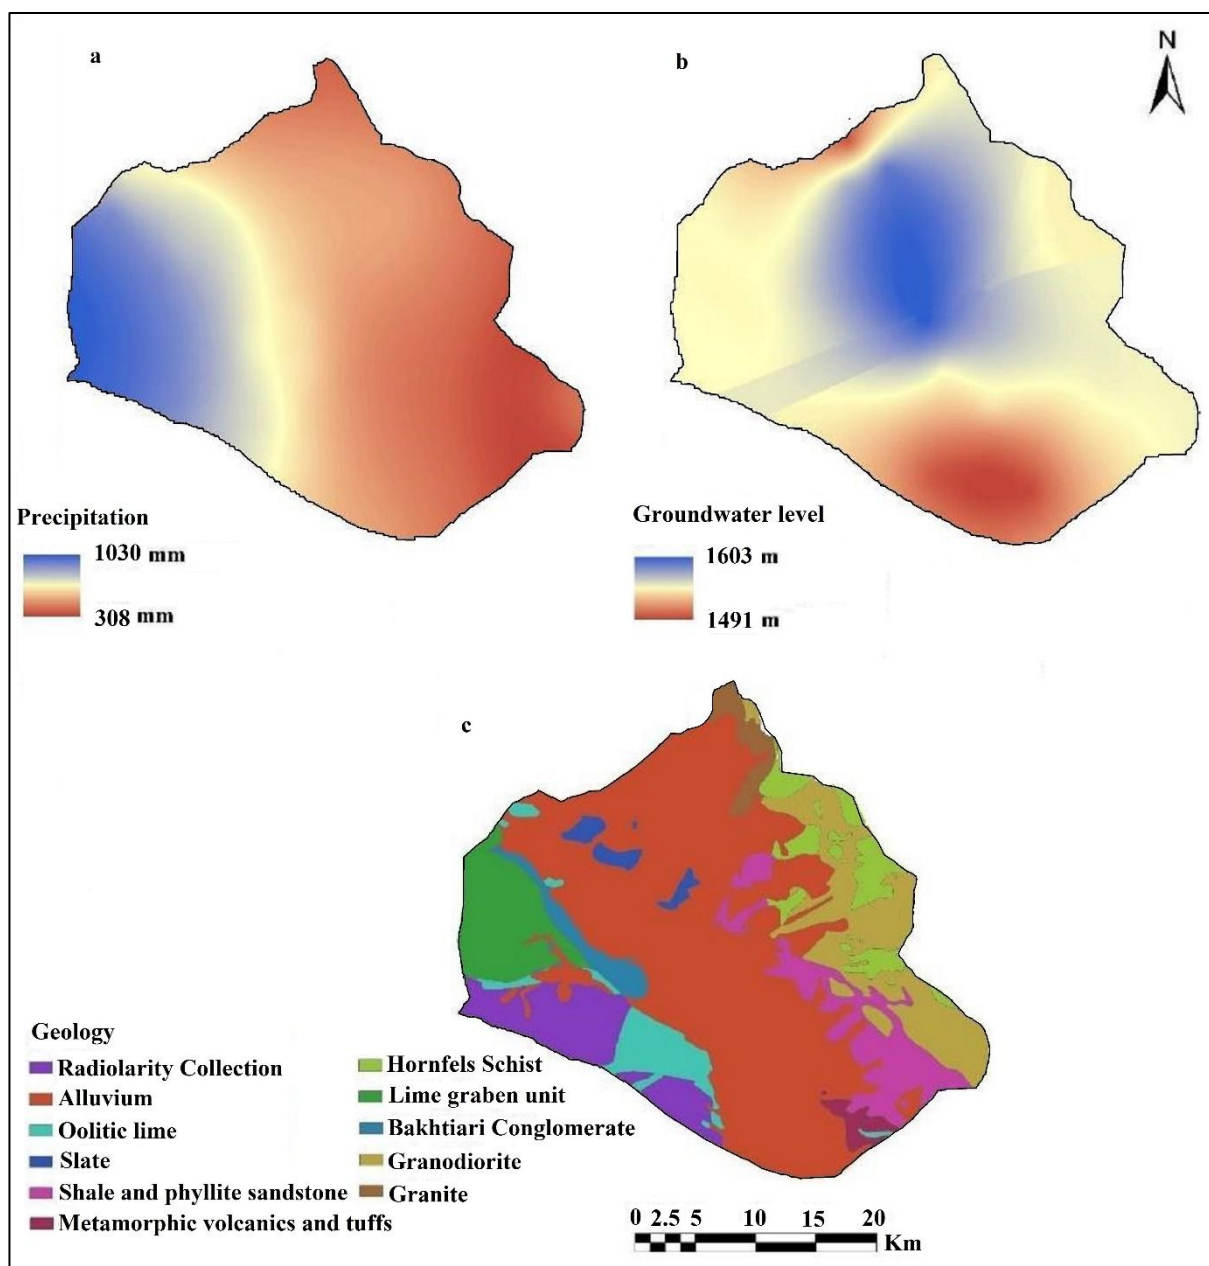 a
b
N
Precipitation
1030 mm
308 mm
Groundwater level
1603 m
1491 m
c
Geology
Radiolarity Collection
Alluvium
Oolitic lime
Slate
Shale and phyllite sandstone
Metamorphic volcanics and tuffs
Hornfels Schist
Lime graben unit
Bakhtiari Conglomerate
Granodiorite
Granite
0 2.5 5 10 15 20
Km